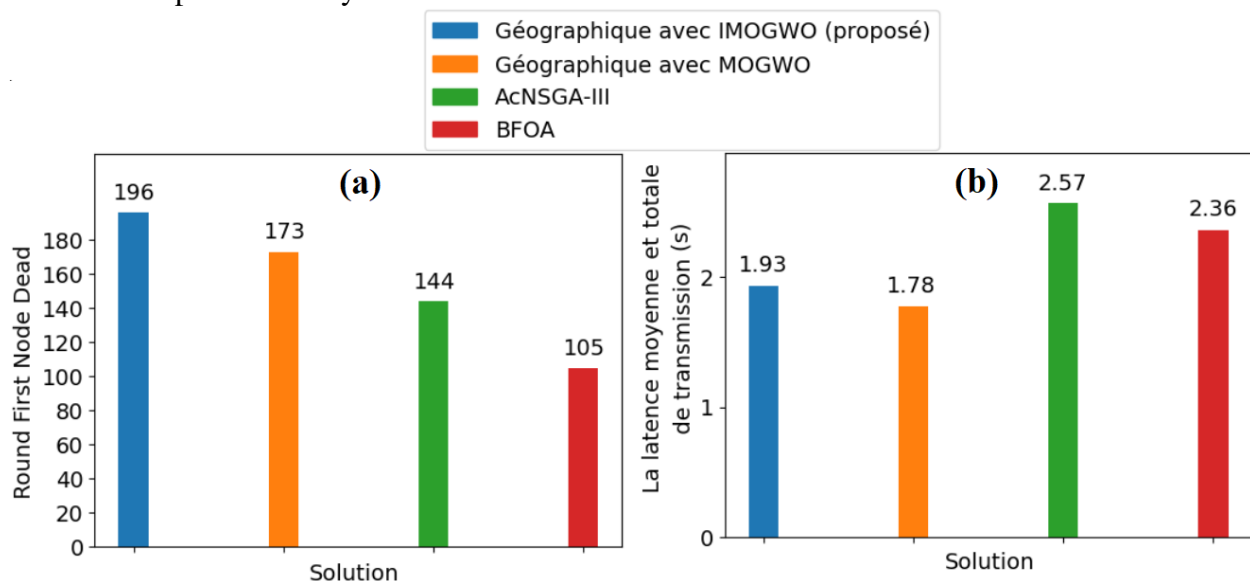 Géographique avec IMOGWO (proposé)
Géographique avec MOGWO
AcNSGA-III
BFOA
(a)
196
173
144
105
Round First Node Dead
180
160
140
120
100
80
60
40
20
0
Solution
(b)
1.93
1.78
2.57
2.36
La latence moyenne et totale
de transmission (s)
2
1
0
Solution